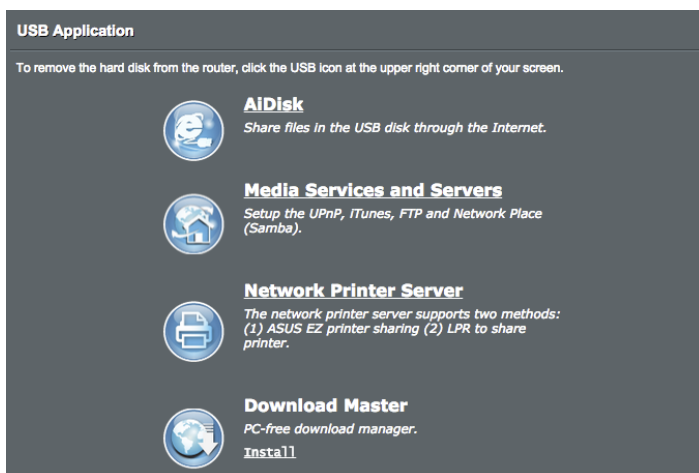 USB Application
To remove the hard disk from the router, click the USB icon at the upper right corner of your screen.
AiDisk
Share files in the USB disk through the Internet.
Media Services and Servers
Setup the UPnP, iTunes, FTP and Network Place
(Samba).
Network Printer Server
The network printer server supports two methods:
(1) ASUS EZ printer sharing (2) LPR to share
printer.
Download Master
PC-free download manager.
Install